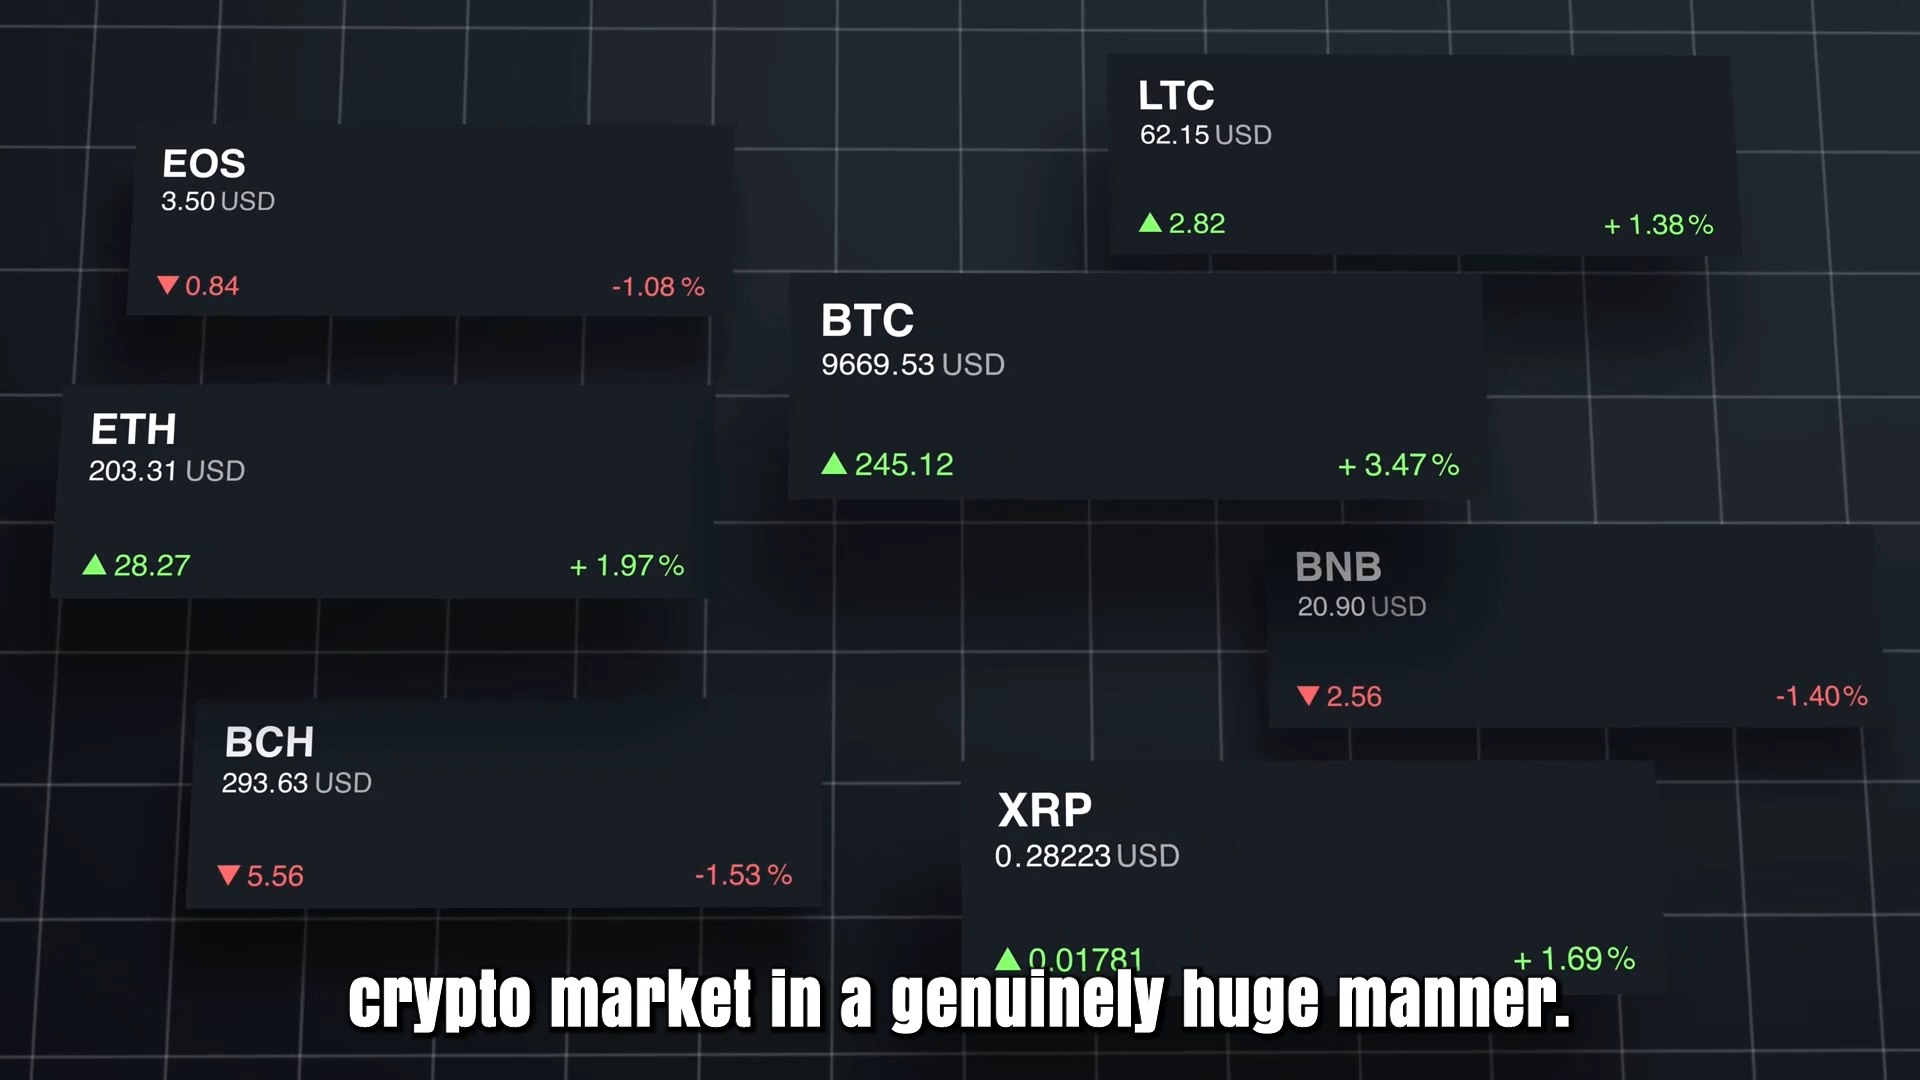 LTC
62.15 USD
▲ 2.82 + 1.38%
EOS
3.50 USD
▼ 0.84 -1.08 %
BTC
9669.53 USD
▲ 245.12 + 3.47%
ETH
203.31 USD
▲ 28.27 + 1.97%
BNB
20.90 USD
▼ 2.56 -1.40%
BCH
293.63 USD
▼ 5.56 -1.53 %
XRP
0.28223 USD
▲ 0.01781 + 1.69%
crypto market in a genuinely huge manner.